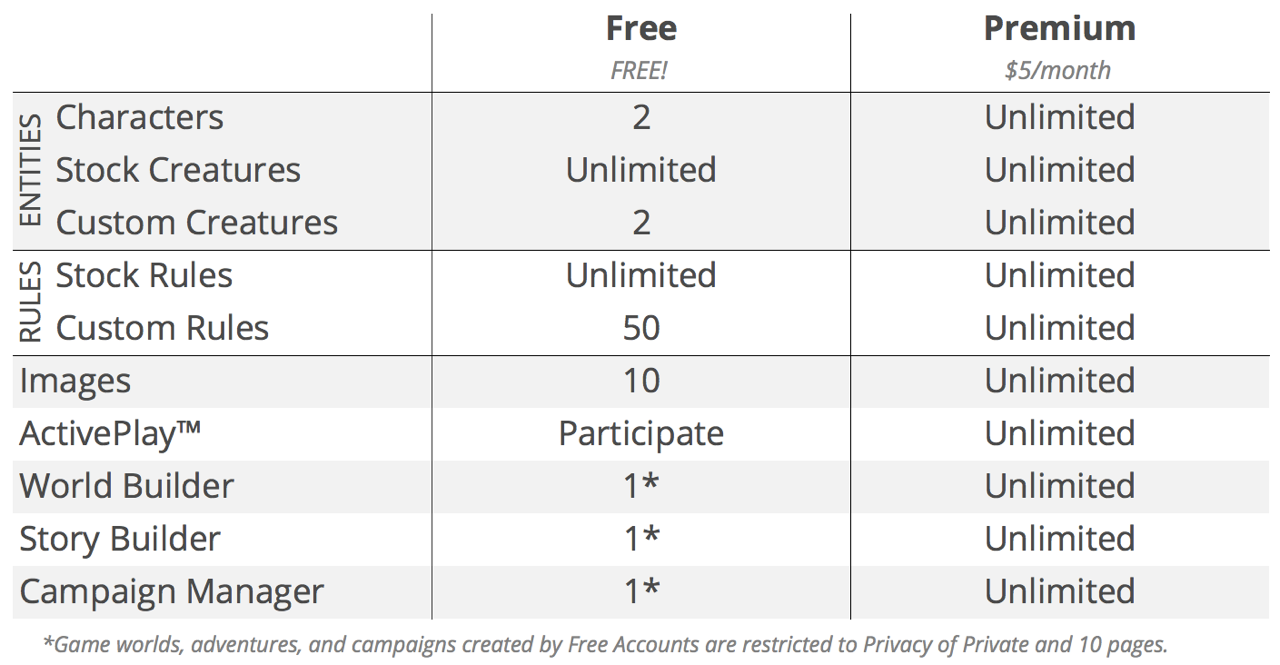 Free Premium
FREE! $5/month
ENTITIES
Characters 2 Unlimited
Stock Creatures Unlimited Unlimited
Custom Creatures 2 Unlimited
RULES
Stock Rules Unlimited Unlimited
Custom Rules 50 Unlimited
Images 10 Unlimited
ActivePlay™ Participate Unlimited
World Builder 1* Unlimited
Story Builder 1* Unlimited
Campaign Manager 1* Unlimited
*Game worlds, adventures, and campaigns created by Free Accounts are restricted to Privacy of Private and 10 pages.